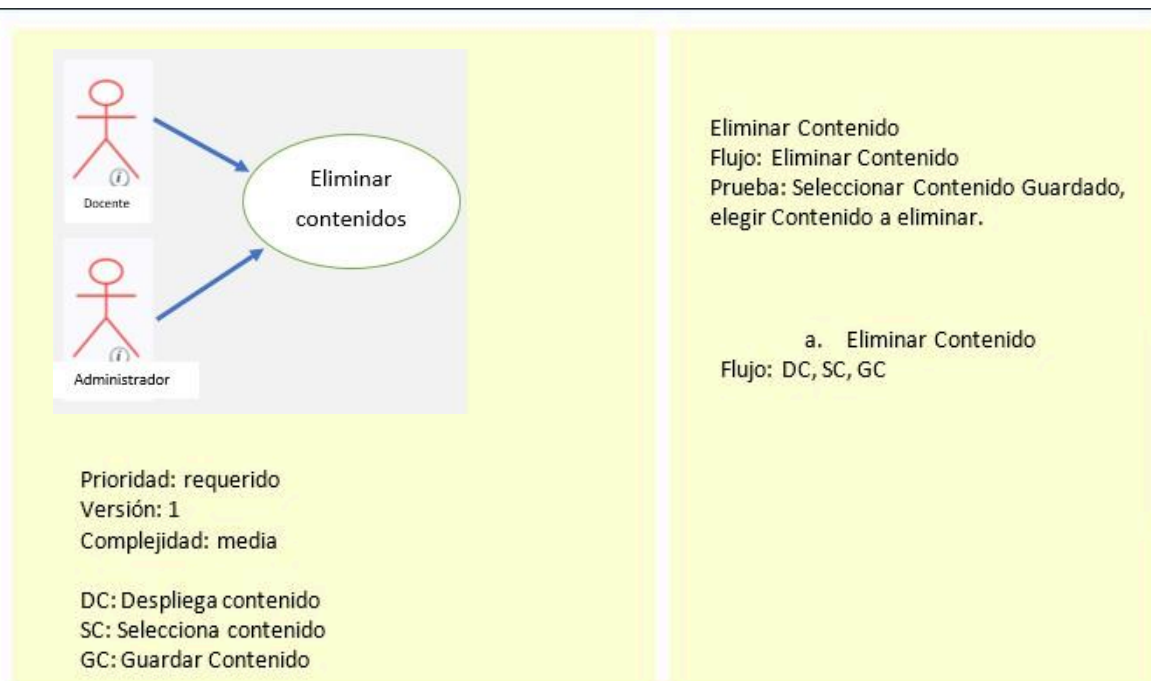 Docente
Eliminar
contenidos
Administrador
Prioridad: requerido
Versión: 1
Complejidad: media
DC: Despliega contenido
SC: Selecciona contenido
GC: Guardar Contenido
Eliminar Contenido
Flujo: Eliminar Contenido
Prueba: Seleccionar Contenido Guardado,
elegir Contenido a eliminar.
a. Eliminar Contenido
Flujo: DC, SC, GC